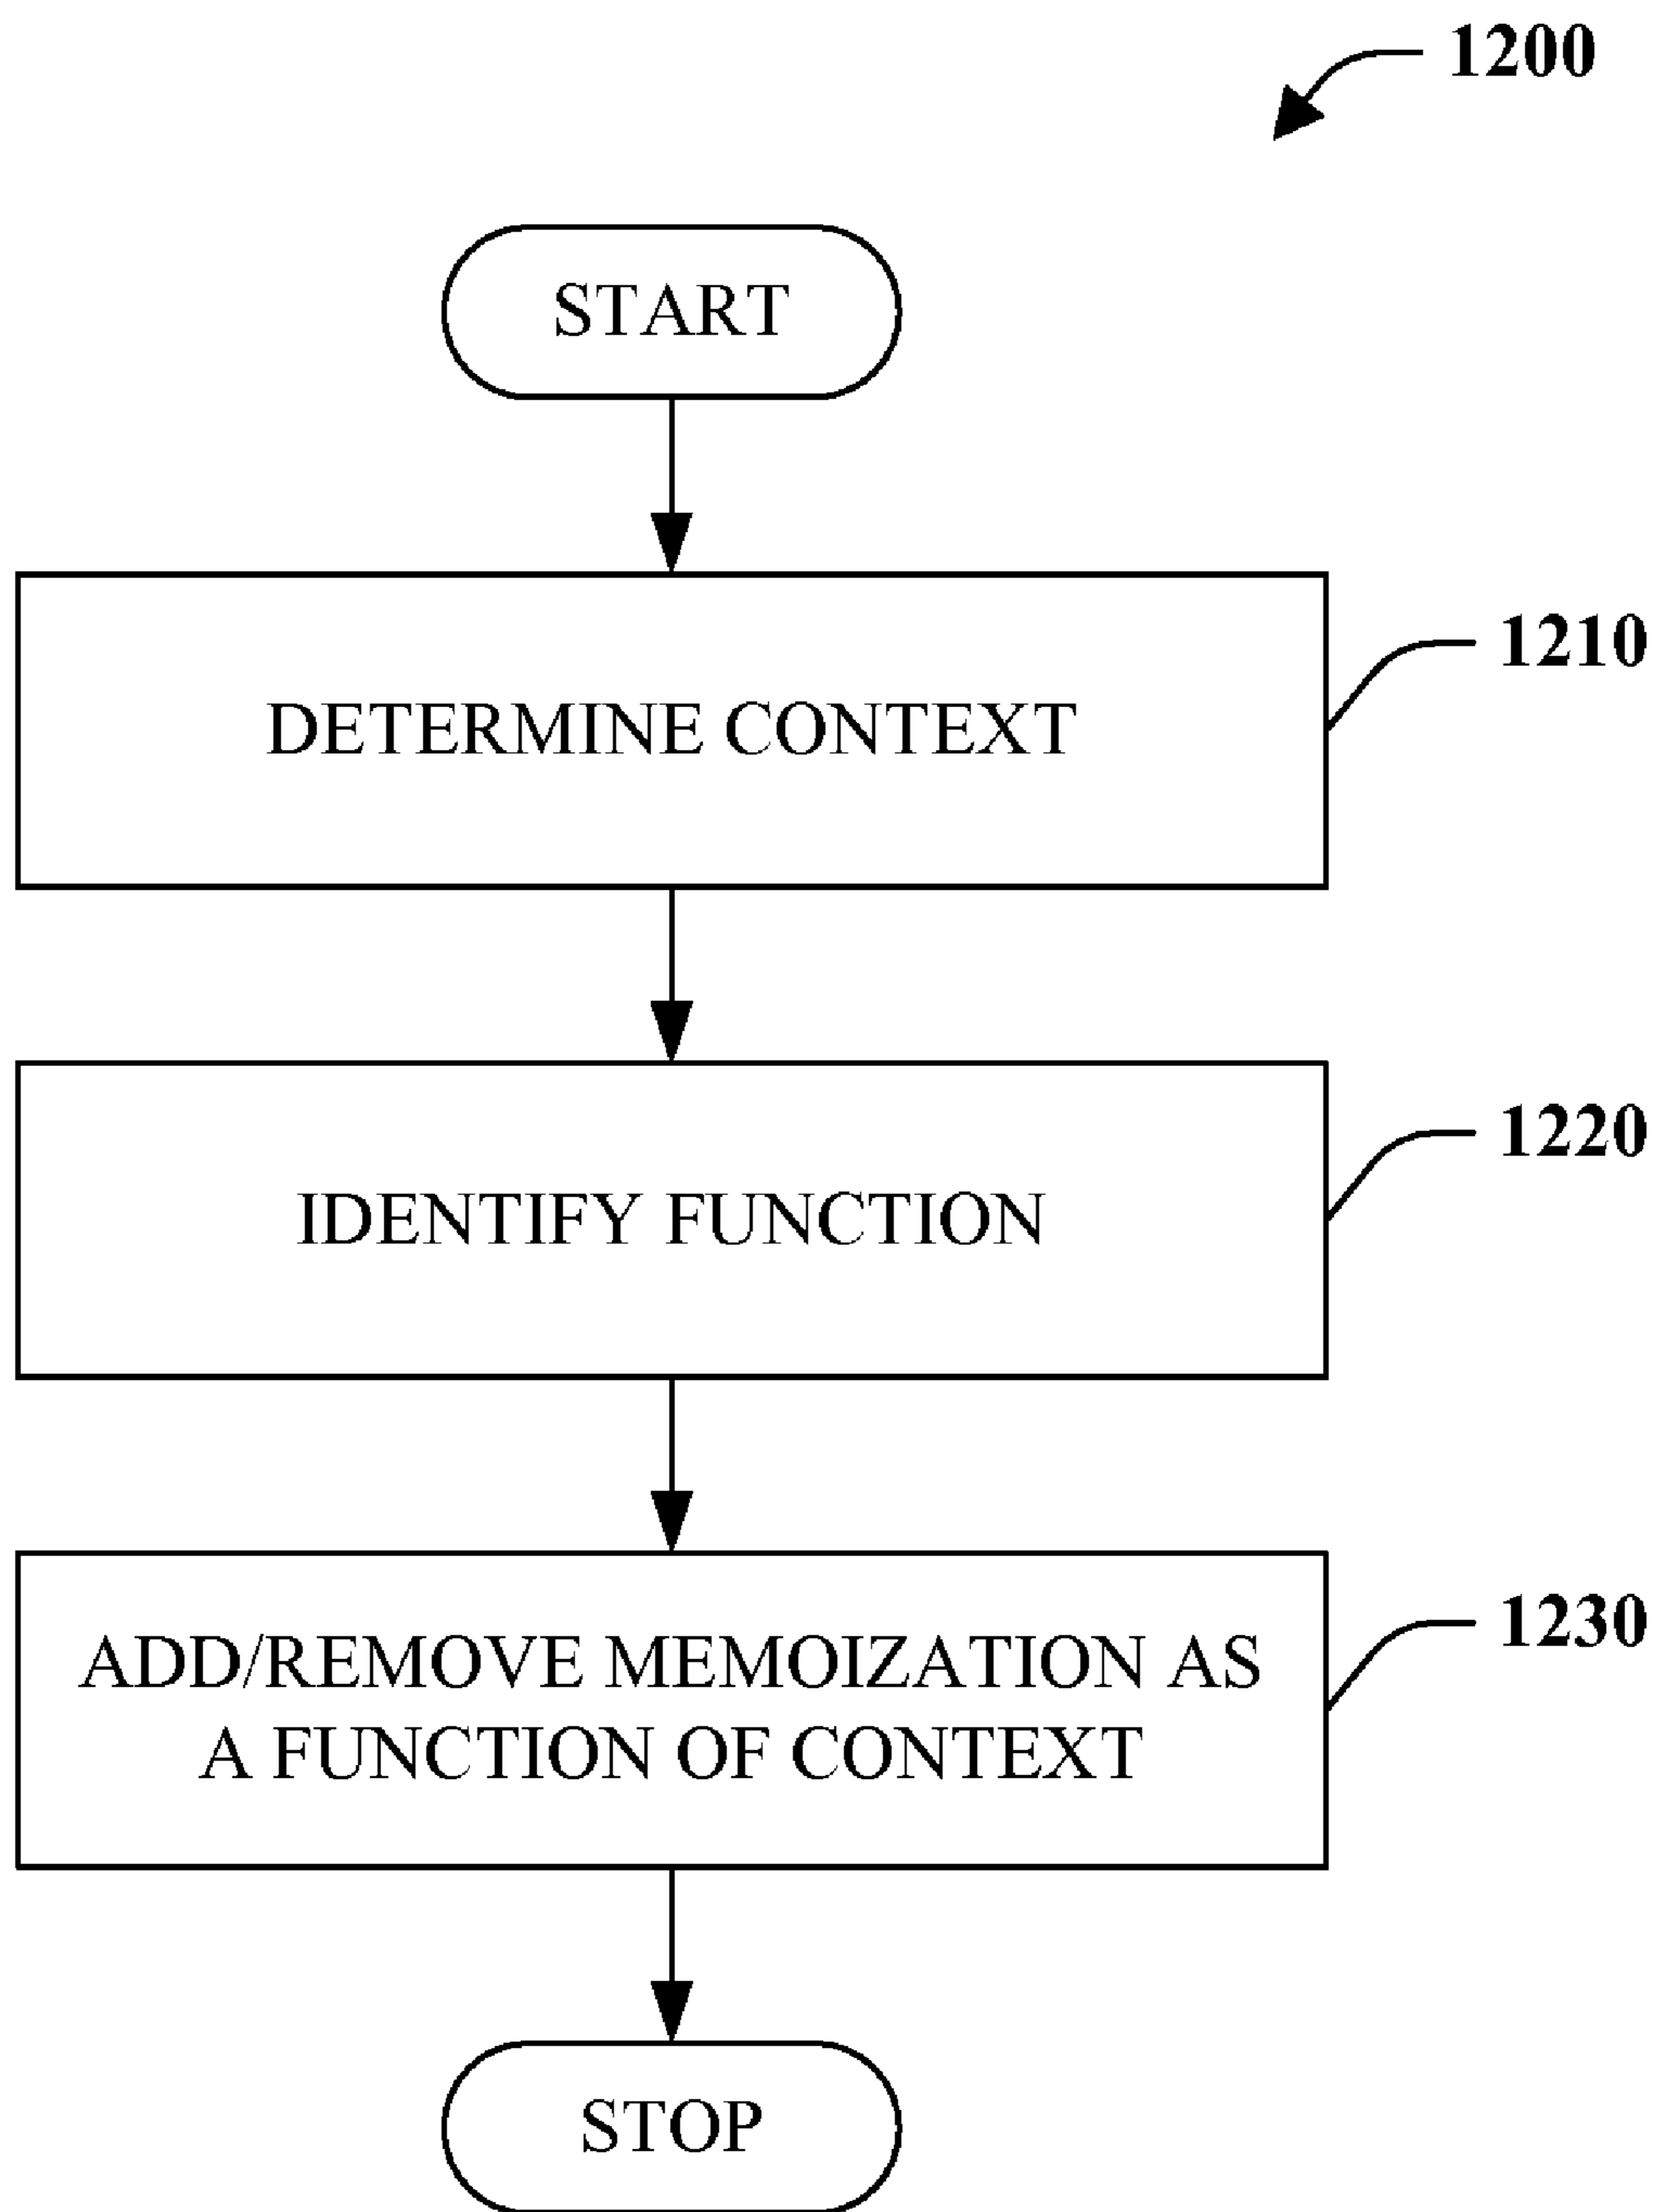 1200
START
DETERMINE CONTEXT
1210
IDENTIFY FUNCTION
1220
ADD/REMOVE MEMOIZATION AS
A FUNCTION OF CONTEXT
1230
STOP